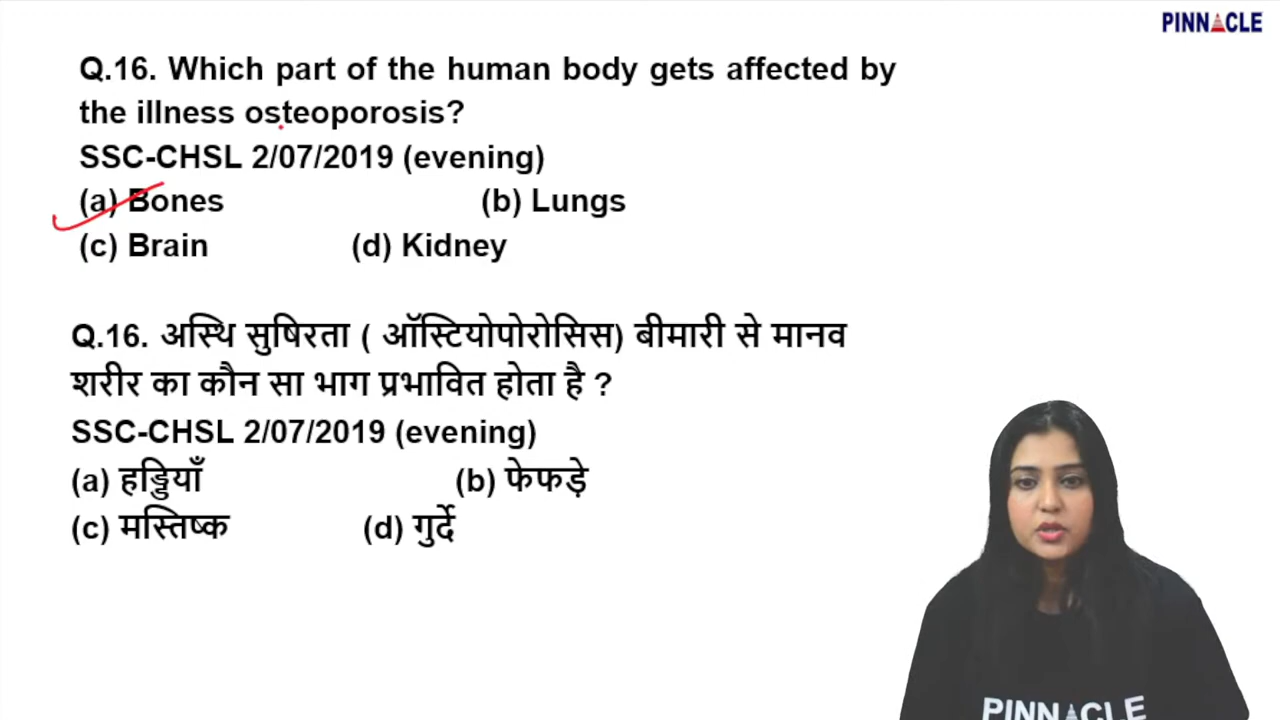 PINNACLE
Q.16. Which part of the human body gets affected by
the illness osteoporosis?
SSC-CHSL 2/07/2019 (evening)
(a) Bones (b) Lungs
(c) Brain (d) Kidney
Q.16. अस्थि सुषिरता ( ऑस्टियोपोरोसिस) बीमारी से मानव
शरीर का कौन सा भाग प्रभावित होता है ?
SSC-CHSL 2/07/2019 (evening)
(a) हड्डियाँ (b) फेफड़े
(c) मस्तिष्क (d) गुर्दे
PINNACLE